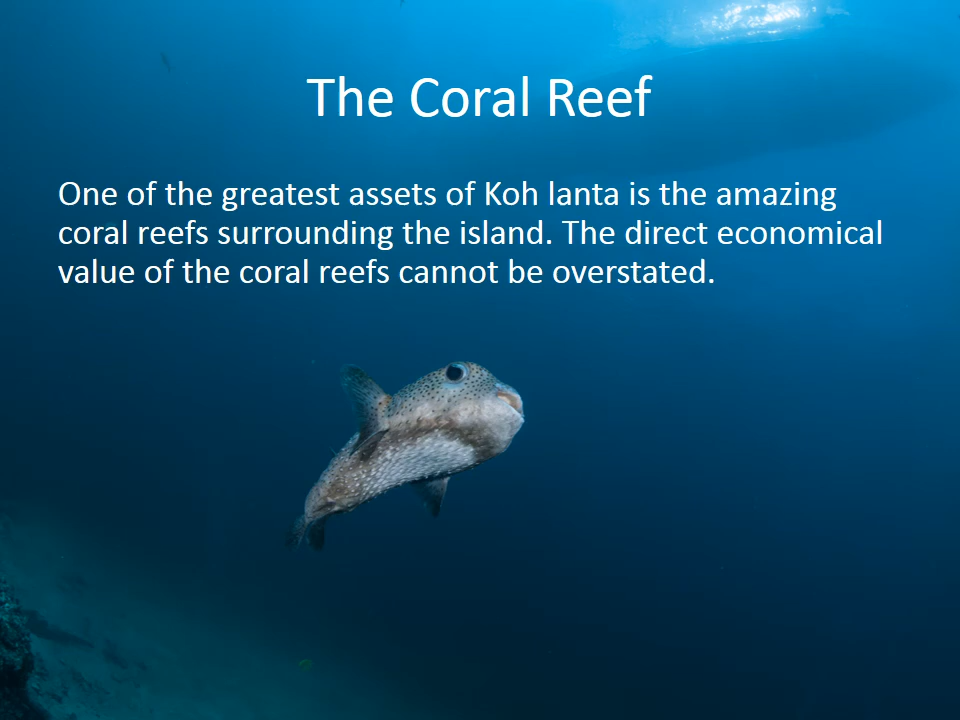 The Coral Reef
One of the greatest assets of Koh lanta is the amazing
coral reefs surrounding the island. The direct economical
value of the coral reefs cannot be overstated.